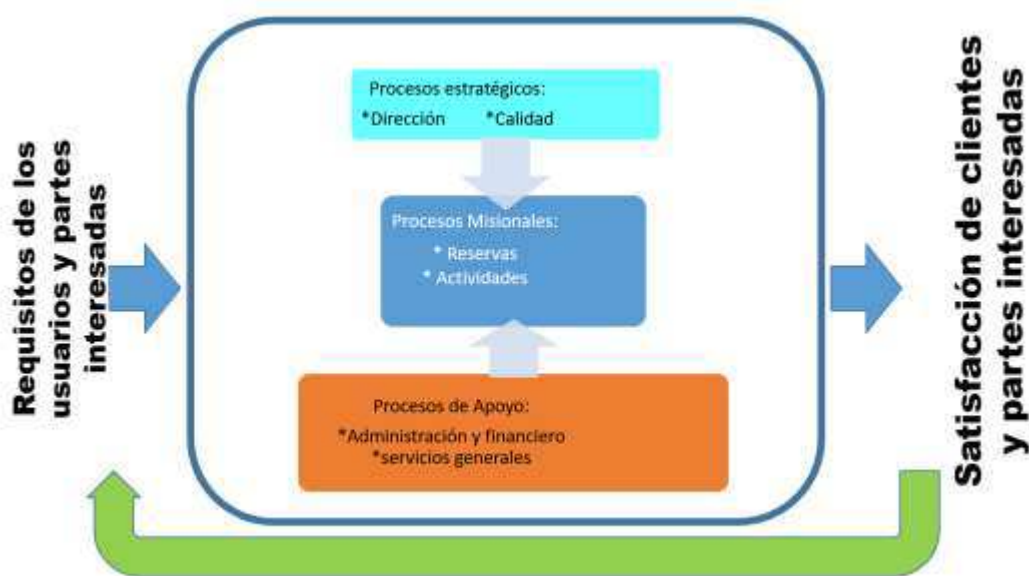 Requisitos de los
usuarios y partes
interesadas
Procesos estratégicos:
*Dirección *Calidad
Procesos Misionales:
* Reservas
* Actividades
Procesos de Apoyo:
*Administración y financiero
*servicios generales
Satisfacción de clientes
y partes interesadas